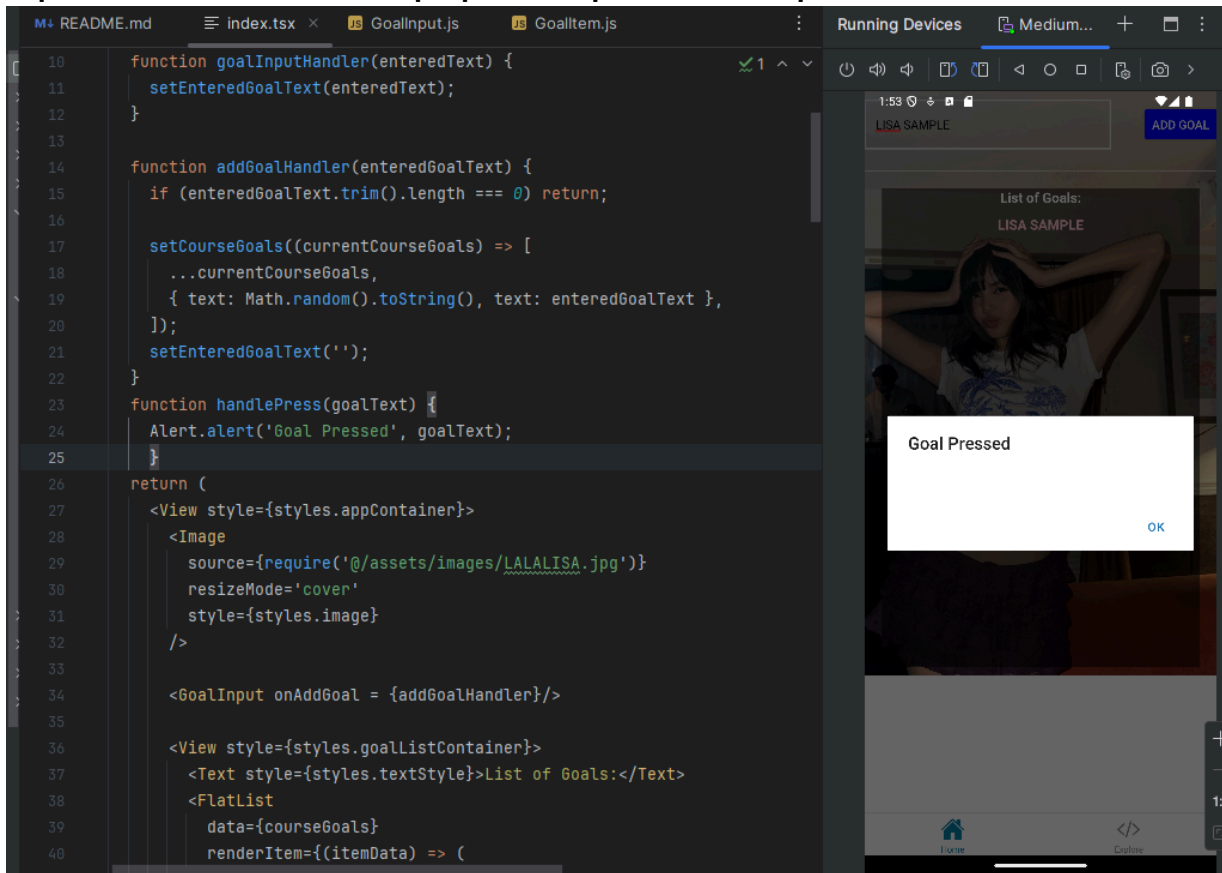 README.md index.tsx GoalInput.js GoalItem.js
10 function goalInputHandler(enteredText) {
11 setEnteredGoalText(enteredText);
12 }
13
14 function addGoalHandler(enteredGoalText) {
15 if (enteredGoalText.trim().length === 0) return;
16
17 setCourseGoals((currentCourseGoals) => [
18 ...currentCourseGoals,
19 { text: Math.random().toString(), text: enteredGoalText },
20 ]);
21 setEnteredGoalText('');
22 }
23 function handlePress(goalText) {
24 Alert.alert('Goal Pressed', goalText);
25 }
26 return (
27 <View style={styles.appContainer}>
28 <Image
29 source={require('@/assets/images/LALALISA.jpg')}
30 resizeMode='cover'
31 style={styles.image}
32 />
33
34 <GoalInput onAddGoal = {addGoalHandler}/>
35
36 <View style={styles.goalListContainer}>
37 <Text style={styles.textStyle}>List of Goals:</Text>
38 <FlatList
39 data={courseGoals}
40 renderItem={(itemData) => (
1
Running Devices Medium...
1:53
LISA SAMPLE ADD GOAL
List of Goals:
LISA SAMPLE
Goal Pressed
OK
Home Explore
1: